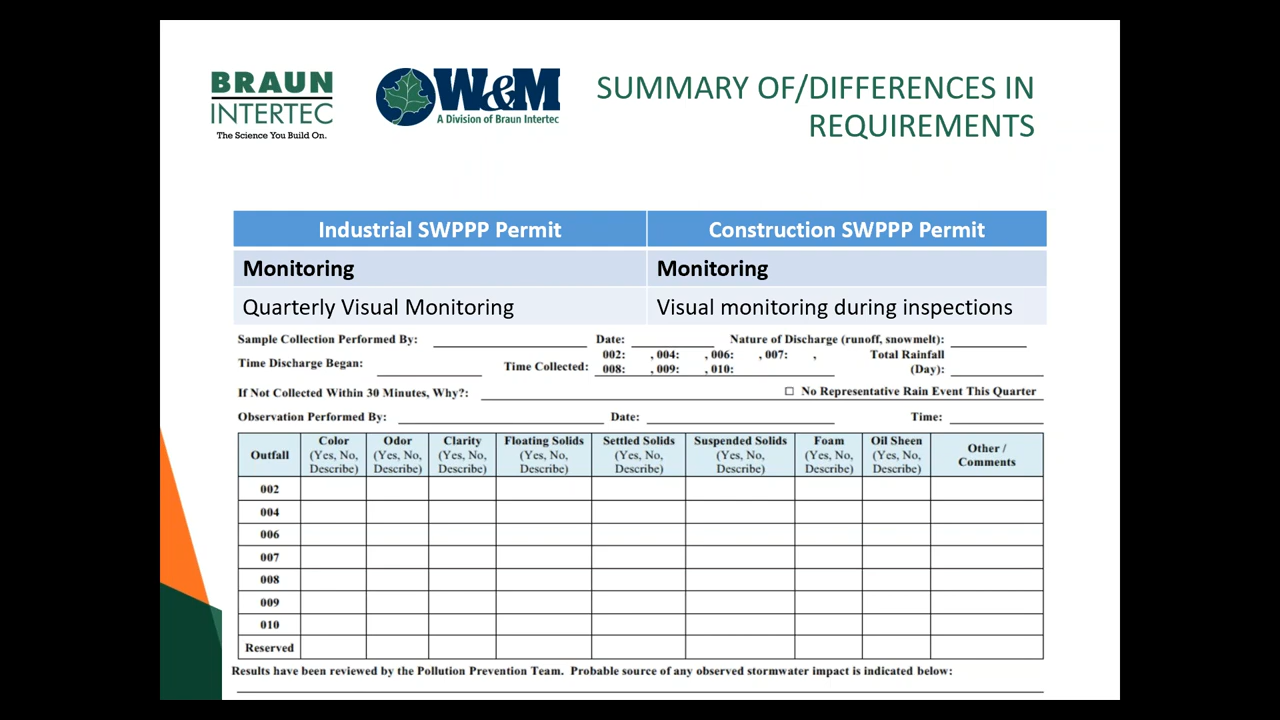 BRAUN
INTERTEC
The Science You Build On.
W&M
A Division of Braun Intertec
SUMMARY OF/DIFFERENCES IN
REQUIREMENTS
Industrial SWPPP Permit Construction SWPPP Permit
Monitoring Monitoring
Quarterly Visual Monitoring Visual monitoring during inspections
Sample Collection Performed By: Date: Nature of Discharge (runoff, snowmelt):
Time Discharge Began: Time Collected: 002: , 004: , 006: , 007: , Total Rainfall
008: , 009: , 010: (Day):
If Not Collected Within 30 Minutes, Why?: ☐ No Representative Rain Event This Quarter
Observation Performed By: Date: Time:
Outfall Color Odor Clarity Floating Solids Settled Solids Suspended Solids Foam Oil Sheen Other /
(Yes, No, (Yes, No, (Yes, No, (Yes, No, (Yes, No, (Yes, No, (Yes, No, (Yes, No, Comments
Describe) Describe) Describe) Describe) Describe) Describe) Describe) Describe)
002
004
006
007
008
009
010
Reserved
Results have been reviewed by the Pollution Prevention Team. Probable source of any observed stormwater impact is indicated below: